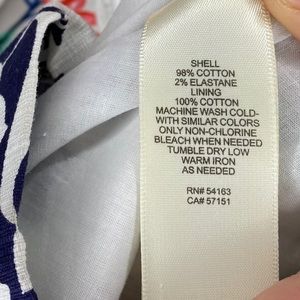 SHELL
98% COTTON
2% ELASTANE
LINING
100% COTTON
MACHINE WASH COLD-
WITH SIMILAR COLORS
ONLY NON-CHLORINE
BLEACH WHEN NEEDED
TUMBLE DRY LOW
WARM IRON
AS NEEDED
RN# 54163
CA# 57151